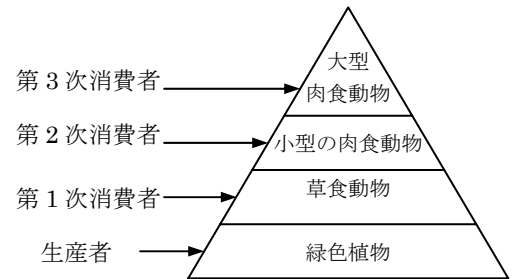 大型
第3次消費者
肉食動物
第2次消費者
小型の肉食動物
第1次消費者
草食動物
生産者
緑色植物